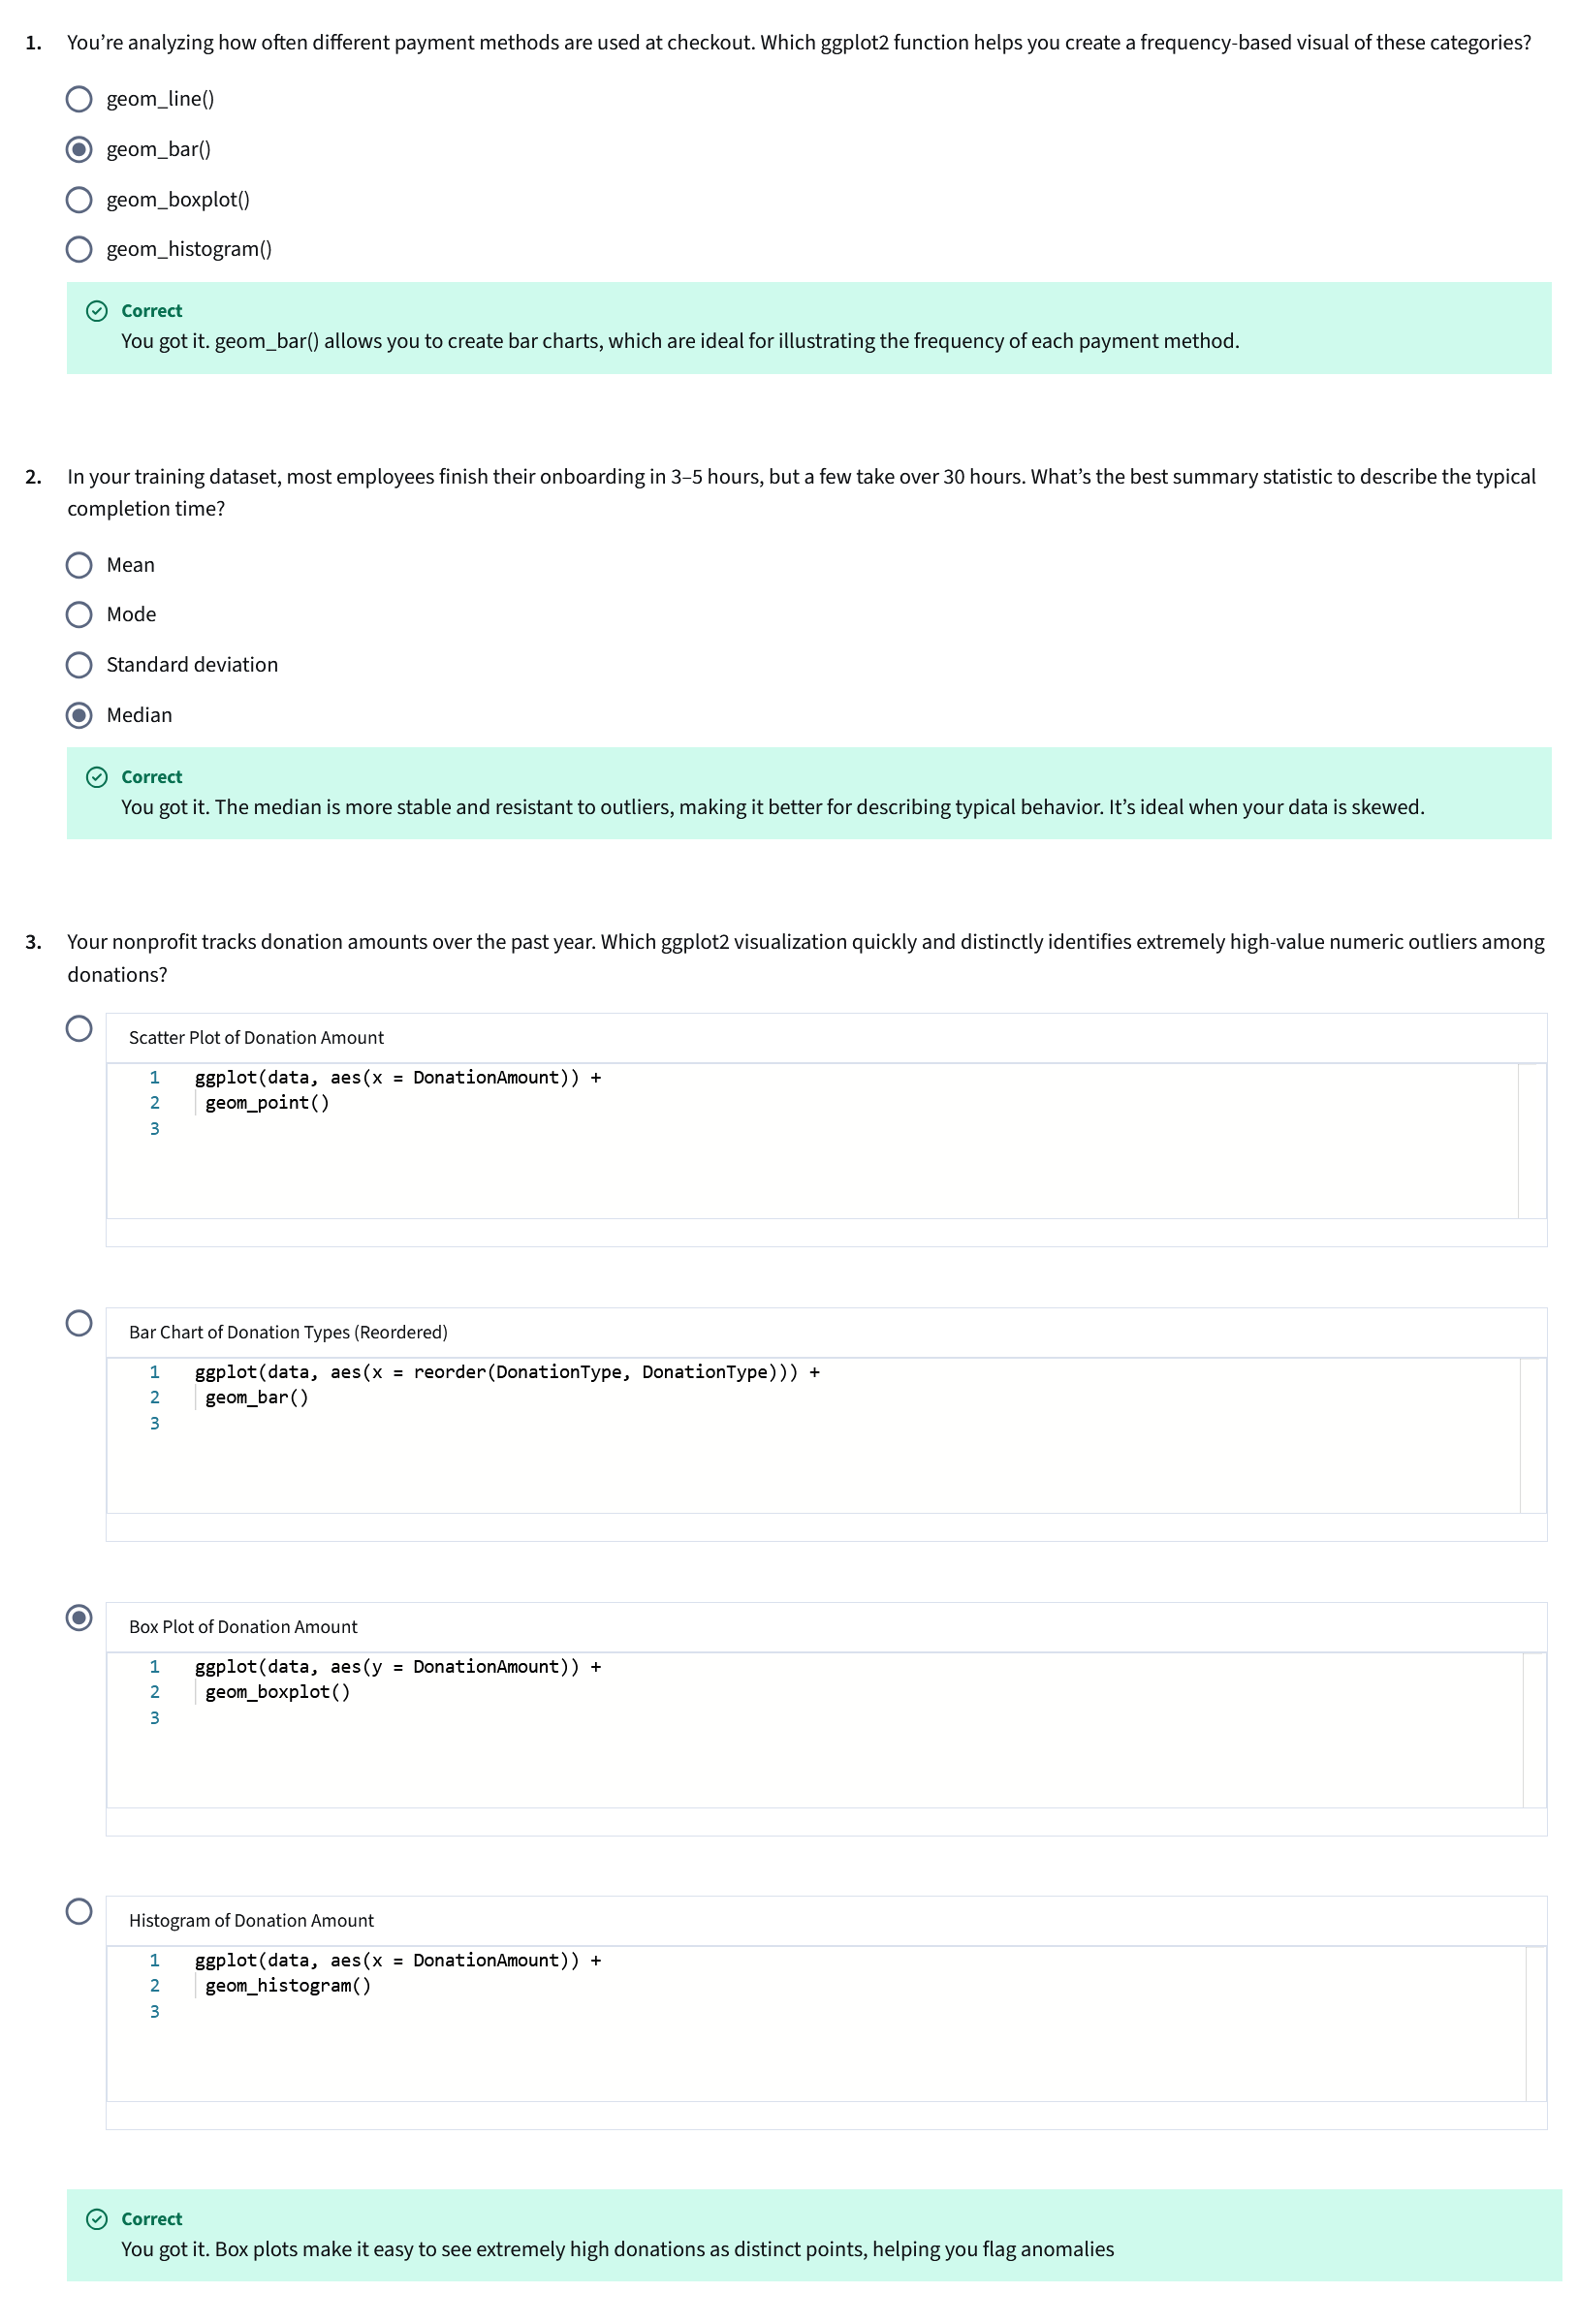 1. You’re analyzing how often different payment methods are used at checkout. Which ggplot2 function helps you create a frequency-based visual of these categories?
geom_line()
geom_bar()
geom_boxplot()
geom_histogram()
Correct
You got it. geom_bar() allows you to create bar charts, which are ideal for illustrating the frequency of each payment method.
2. In your training dataset, most employees finish their onboarding in 3–5 hours, but a few take over 30 hours. What’s the best summary statistic to describe the typical
completion time?
Mean
Mode
Standard deviation
Median
Correct
You got it. The median is more stable and resistant to outliers, making it better for describing typical behavior. It’s ideal when your data is skewed.
3. Your nonprofit tracks donation amounts over the past year. Which ggplot2 visualization quickly and distinctly identifies extremely high-value numeric outliers among
donations?
Scatter Plot of Donation Amount
1 ggplot(data, aes(x = DonationAmount)) +
2 geom_point()
3
Bar Chart of Donation Types (Reordered)
1 ggplot(data, aes(x = reorder(DonationType, DonationType))) +
2 geom_bar()
3
Box Plot of Donation Amount
1 ggplot(data, aes(y = DonationAmount)) +
2 geom_boxplot()
3
Histogram of Donation Amount
1 ggplot(data, aes(x = DonationAmount)) +
2 geom_histogram()
3
Correct
You got it. Box plots make it easy to see extremely high donations as distinct points, helping you flag anomalies